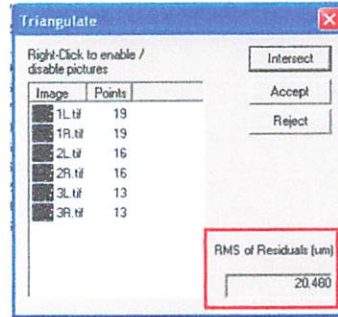 Triangulate
Right-Click to enable /
disable pictures
Intersect
Accept
Reject
Image Points
1L.tif 19
1R.tif 19
2L.tif 16
2R.tif 16
3L.tif 13
3R.tif 13
RMS of Residuals (um)
20.480